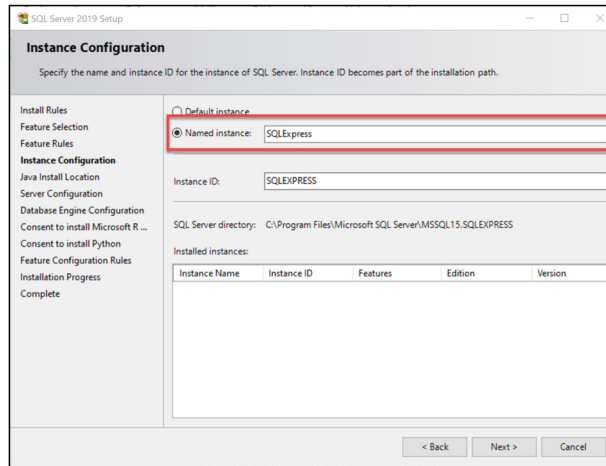 SQL Server 2019 Setup
Instance Configuration
Specify the name and instance ID for the instance of SQL Server. Instance ID becomes part of the installation path.
Install Rules
Feature Selection
Feature Rules
Instance Configuration
Java Install Location
Server Configuration
Database Engine Configuration
Consent to install Microsoft R ...
Consent to install Python
Feature Configuration Rules
Installation Progress
Complete
Default instance
Named instance: SQLExpress
Instance ID: SQLEXPRESS
SQL Server directory: C:\Program Files\Microsoft SQL Server\MSSQL15.SQLEXPRESS
Installed instances:
Instance Name Instance ID Features Edition Version
< Back Next > Cancel